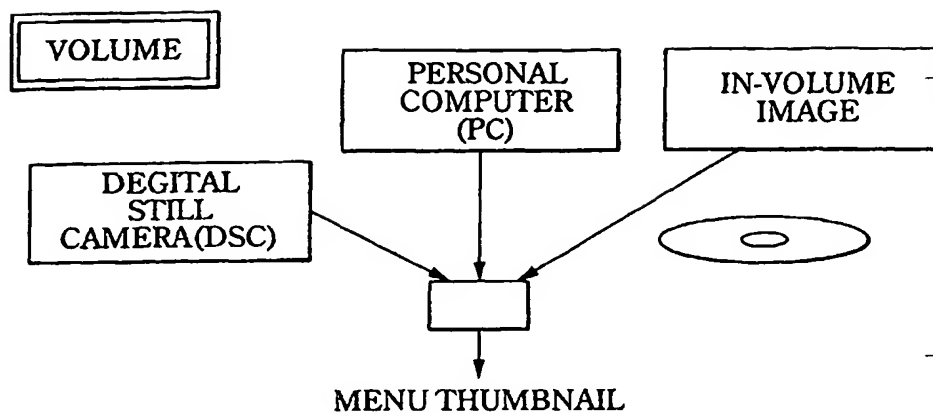 VOLUME
PERSONAL
COMPUTER
(PC)
IN-VOLUME
IMAGE
DEGITAL
STILL
CAMERA(DSC)
MENU THUMBNAIL